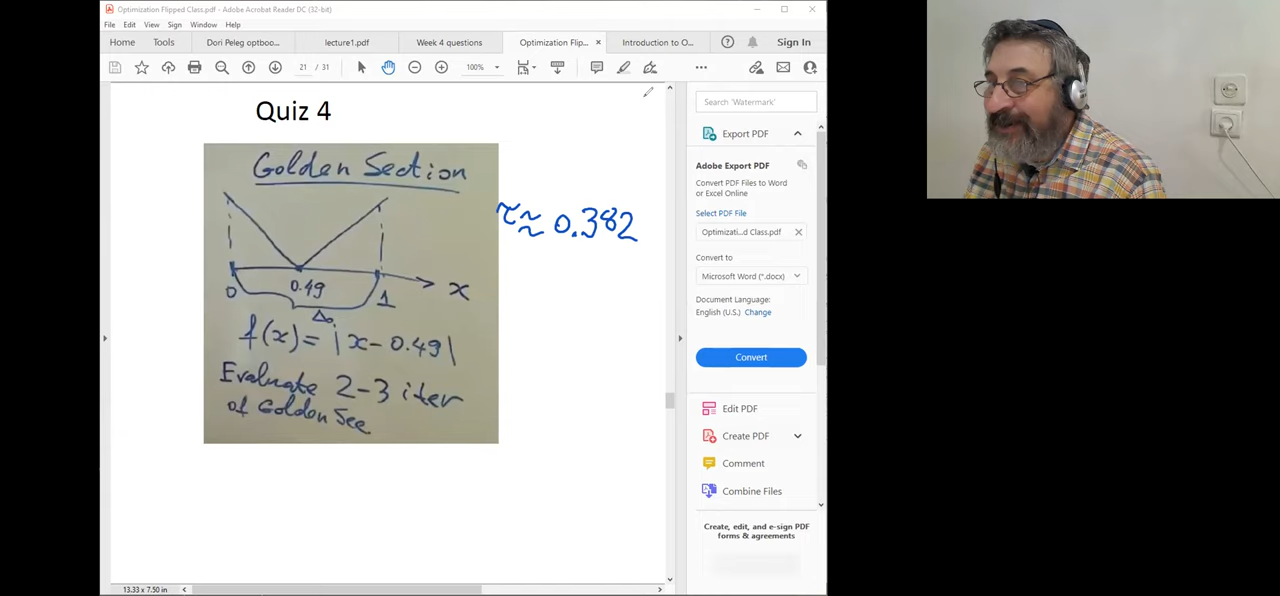 Optimization Flipped Class.pdf - Adobe Acrobat Reader DC (32-bit)
File Edit View Sign Window Help
Home Tools Dori Peleg optboo... lecture1.pdf Week 4 questions Optimization Flip... × Introduction to O... Sign In
21 / 31 100%
Quiz 4
Golden Section
τ ≈ 0.382
0 0.49 1 x
Δ₀
f(x) = |x - 0.49|
Evaluate 2-3 iter
of Golden Sec
Search 'Watermark'
Export PDF
Adobe Export PDF
Convert PDF Files to Word
or Excel Online
Select PDF File
Optimizati...d Class.pdf ×
Convert to
Microsoft Word (*.docx)
Document Language:
English (U.S.) Change
Convert
Edit PDF
Create PDF
Comment
Combine Files
Create, edit, and e-sign PDF
forms & agreements
13.33 x 7.50 in